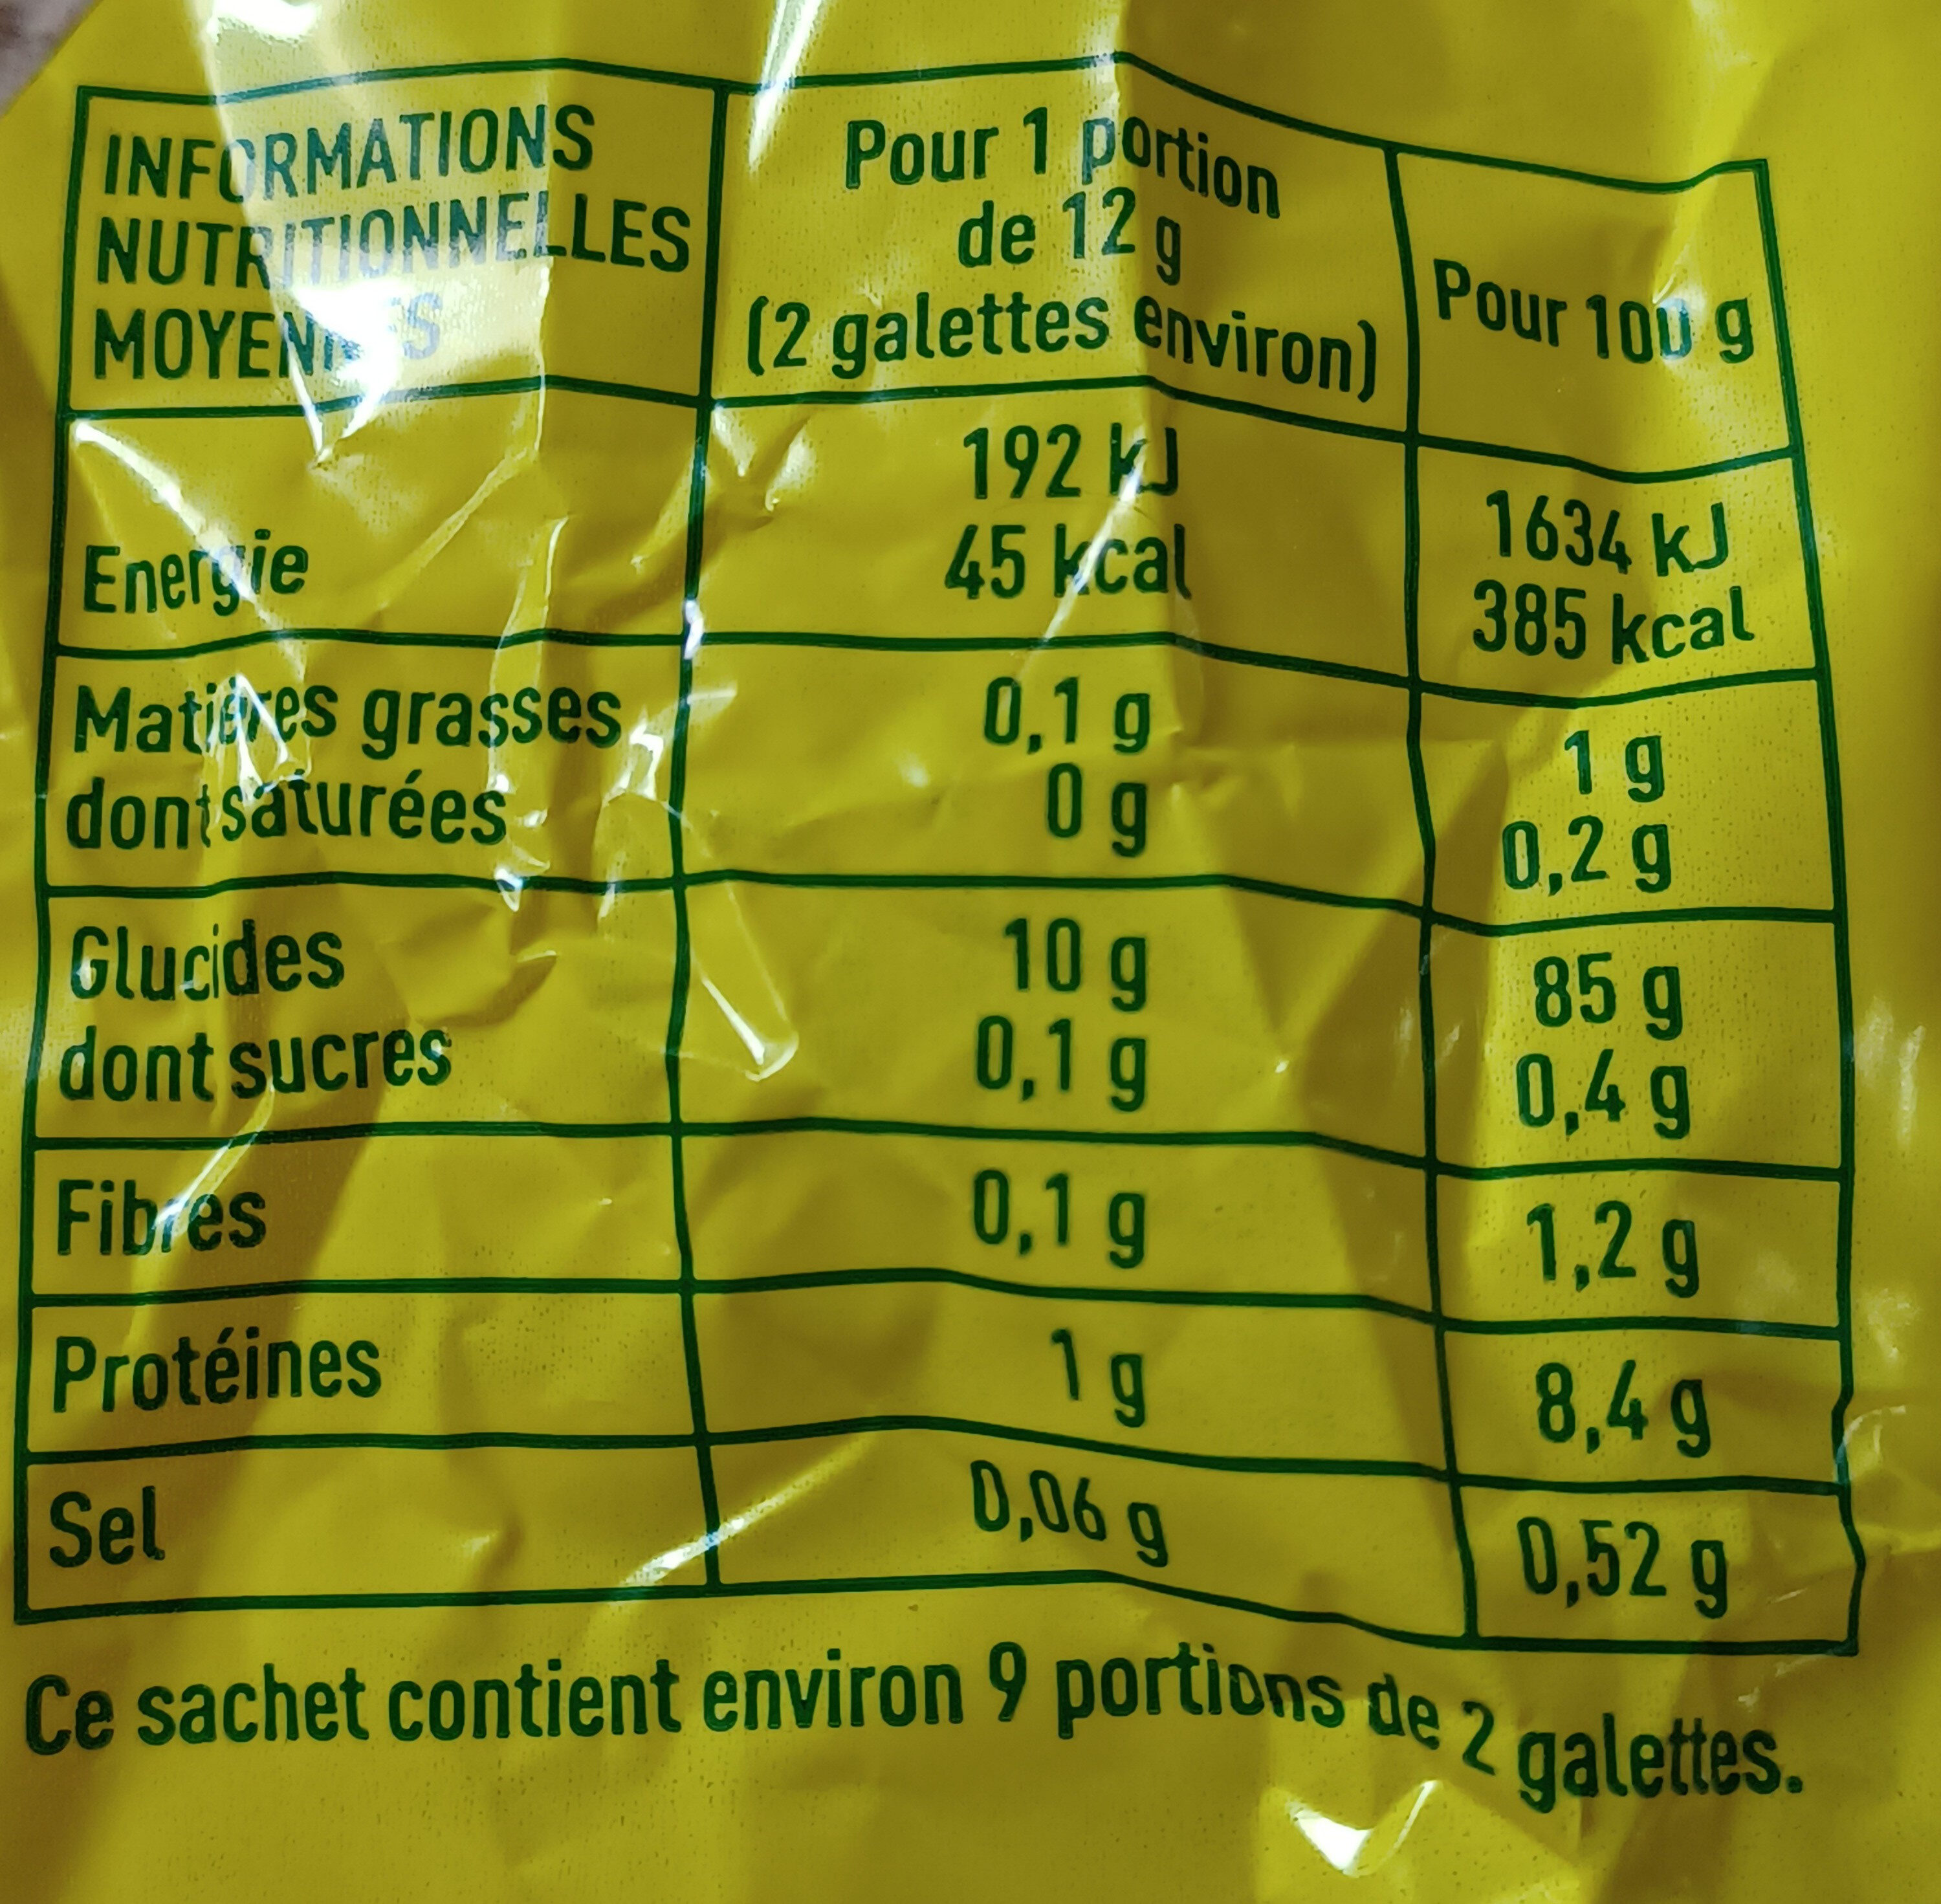 INFORMATIONS
NUTRITIONNELLES
MOYENNES
Pour 1 portion
de 12 g
(2 galettes environ)
Pour 100 g
Energie
192 kJ
45 kcal
1634 kJ
385 kcal
Matières grasses
dont saturées
0,1 g
0 g
1 g
0,2 g
Glucides
dont sucres
10 g
0,1 g
85 g
0,4 g
Fibres
0,1 g
1,2 g
Protéines
1 g
8,4 g
Sel
0,06 g
0,52 g
Ce sachet contient environ 9 portions de 2 galettes.